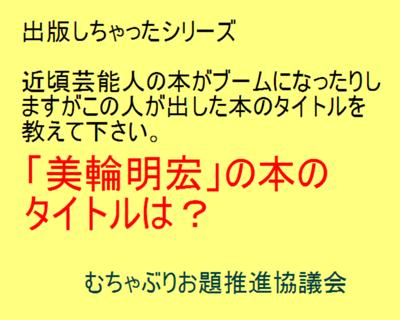 出版しちゃったシリーズ
近頃芸能人の本がブームになったりし
ますがこの人が出した本のタイトルを
教えて下さい。
「美輪明宏」の本の
タイトルは？
むちゃぶりお題推進協議会